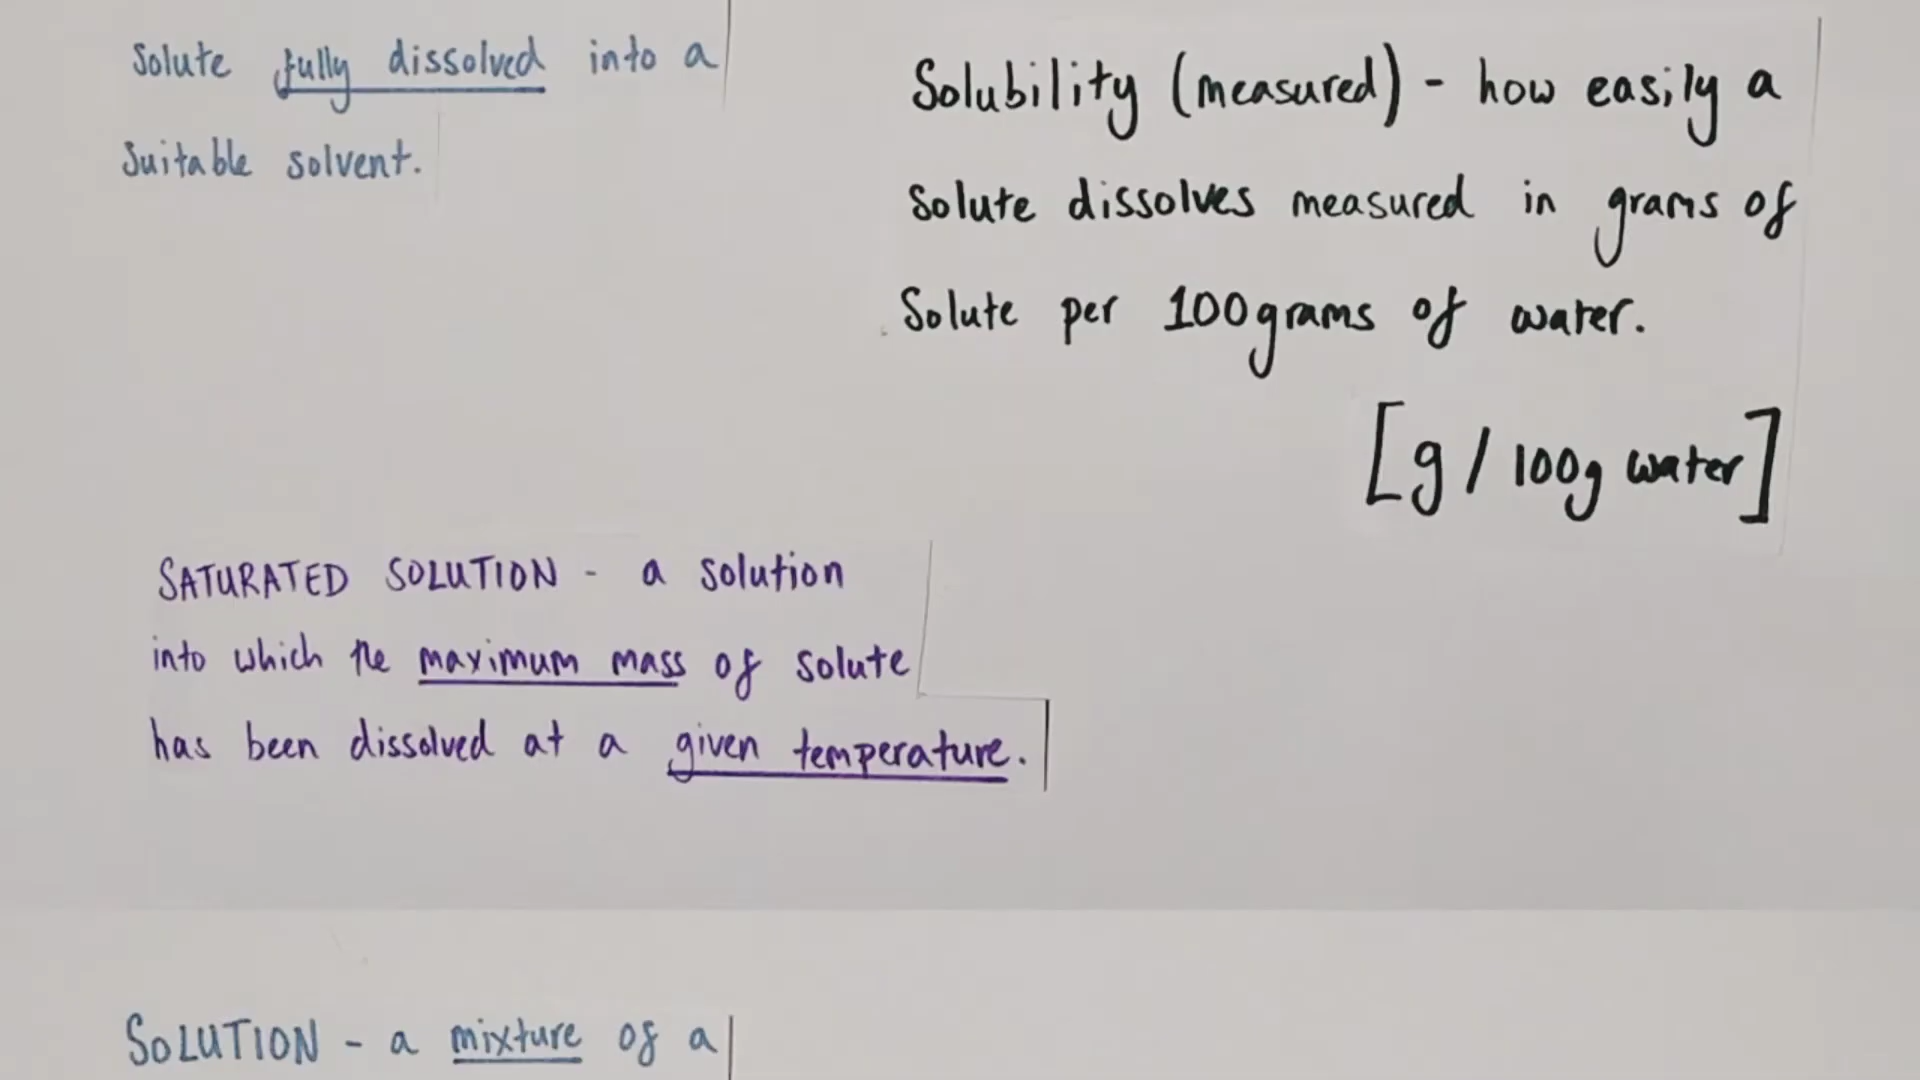 Solute fully dissolved into a
suitable solvent.
Solubility (measured) - how easily a
solute dissolves measured in grams of
Solute per 100grams of water.
[g/100g water]
SATURATED SOLUTION - a solution
into which the maximum mass of solute
has been dissolved at a given temperature.
SOLUTION - a mixture of a